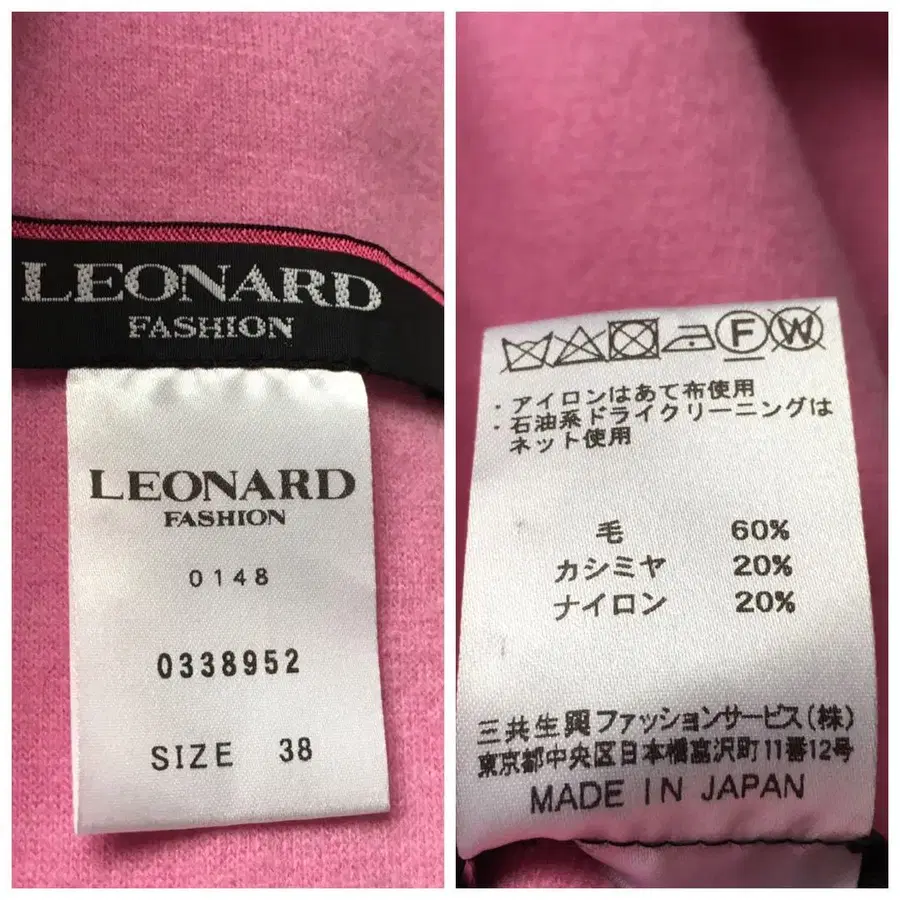 LEONARD
FASHION
LEONARD
FASHION
0148
0338952
SIZE 38
F W
・アイロンはあて布使用
・石油系ドライクリーニングは
ネット使用
毛 60%
カシミヤ 20%
ナイロン 20%
三共生興ファッションサービス(株)
東京都中央区日本橋富沢町11番12号
MADE IN JAPAN